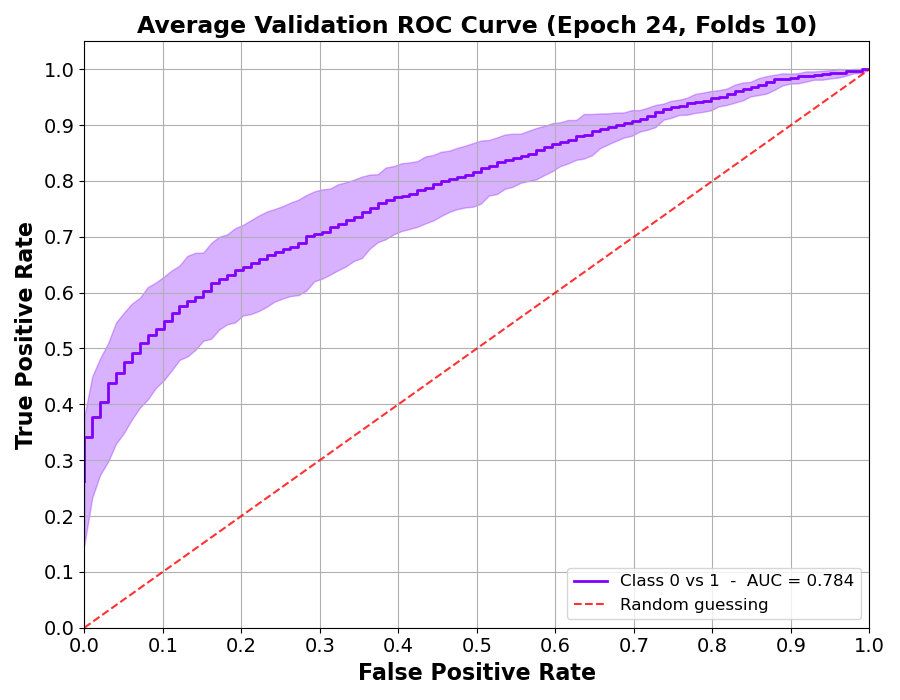 Average Validation ROC Curve (Epoch 24, Folds 10)
True Positive Rate
1.0
0.9
0.8
0.7
0.6
0.5
0.4
0.3
0.2
0.1
0.0
Class 0 vs 1 - AUC = 0.784
Random guessing
0.0 0.1 0.2 0.3 0.4 0.5 0.6 0.7 0.8 0.9 1.0
False Positive Rate